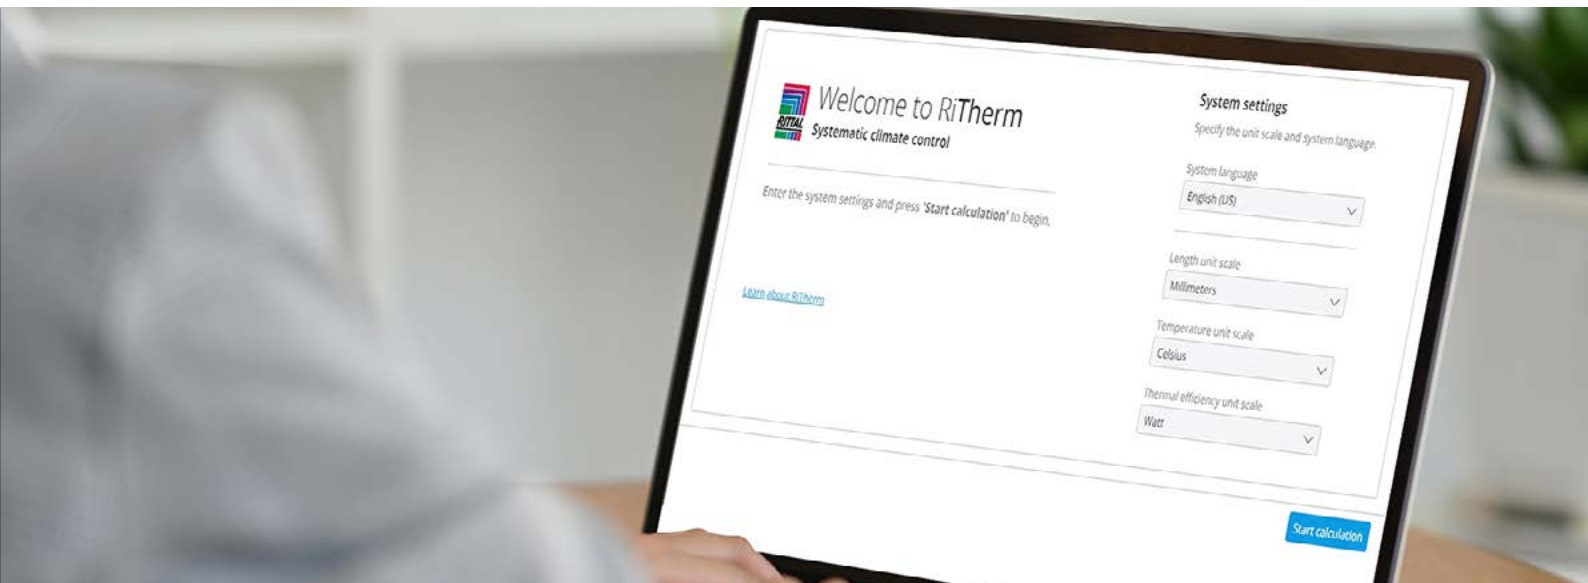 RITTAL
Welcome to RiTherm
Systematic climate control
Enter the system settings and press 'Start calculation' to begin.
Learn about RiTherm
System settings
Specify the unit scale and system language.
System language
English (US)
Length unit scale
Millimeters
Temperature unit scale
Celsius
Thermal efficiency unit scale
Watt
Start calculation